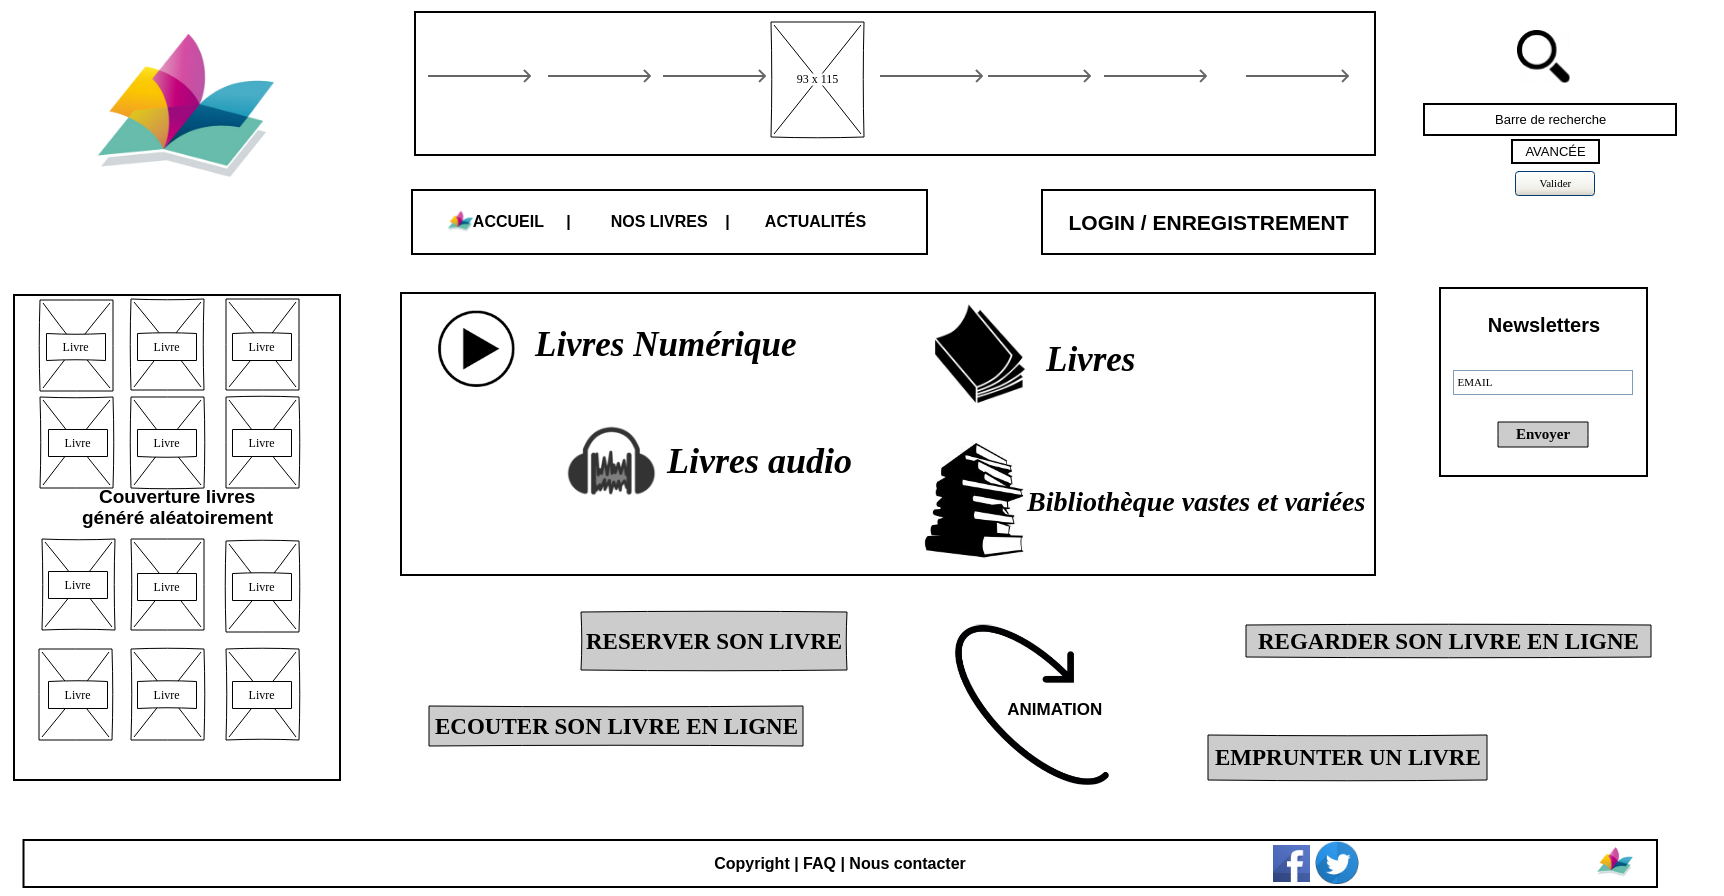 93 x 115
Barre de recherche
AVANCÉE
Valider
ACCUEIL | NOS LIVRES | ACTUALITÉS
LOGIN / ENREGISTREMENT
Livre Livre Livre
Livre Livre Livre
Couverture livres
généré aléatoirement
Livre Livre Livre
Livre Livre Livre
Livres Numérique
Livres
Livres audio
Bibliothèque vastes et variées
Newsletters
EMAIL
Envoyer
RESERVER SON LIVRE
REGARDER SON LIVRE EN LIGNE
ANIMATION
ECOUTER SON LIVRE EN LIGNE
EMPRUNTER UN LIVRE
Copyright | FAQ | Nous contacter